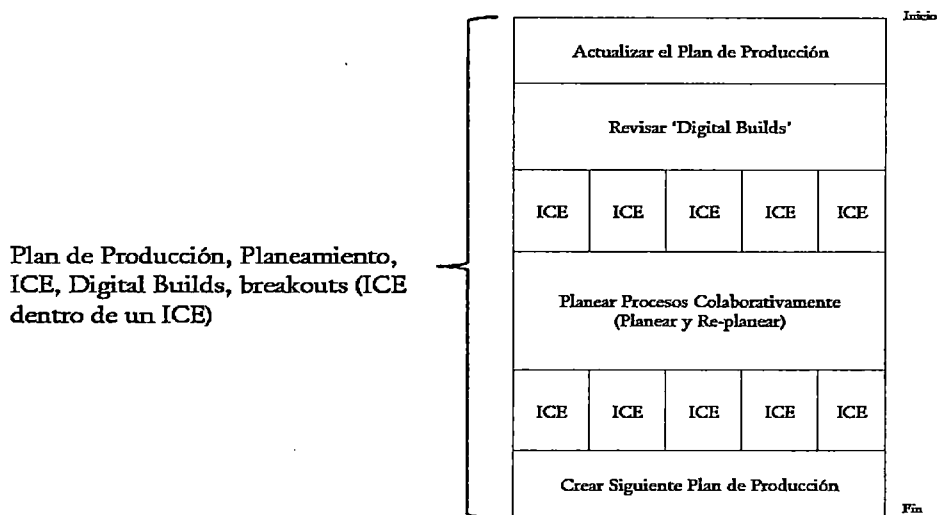 Inicio
Actualizar el Plan de Producción
Revisar 'Digital Builds'
ICE ICE ICE ICE ICE
Plan de Producción, Planeamiento,
ICE, Digital Builds, breakouts (ICE
dentro de un ICE)
Planear Procesos Colaborativamente
(Planear y Re-planear)
ICE ICE ICE ICE ICE
Crear Siguiente Plan de Producción
Fin